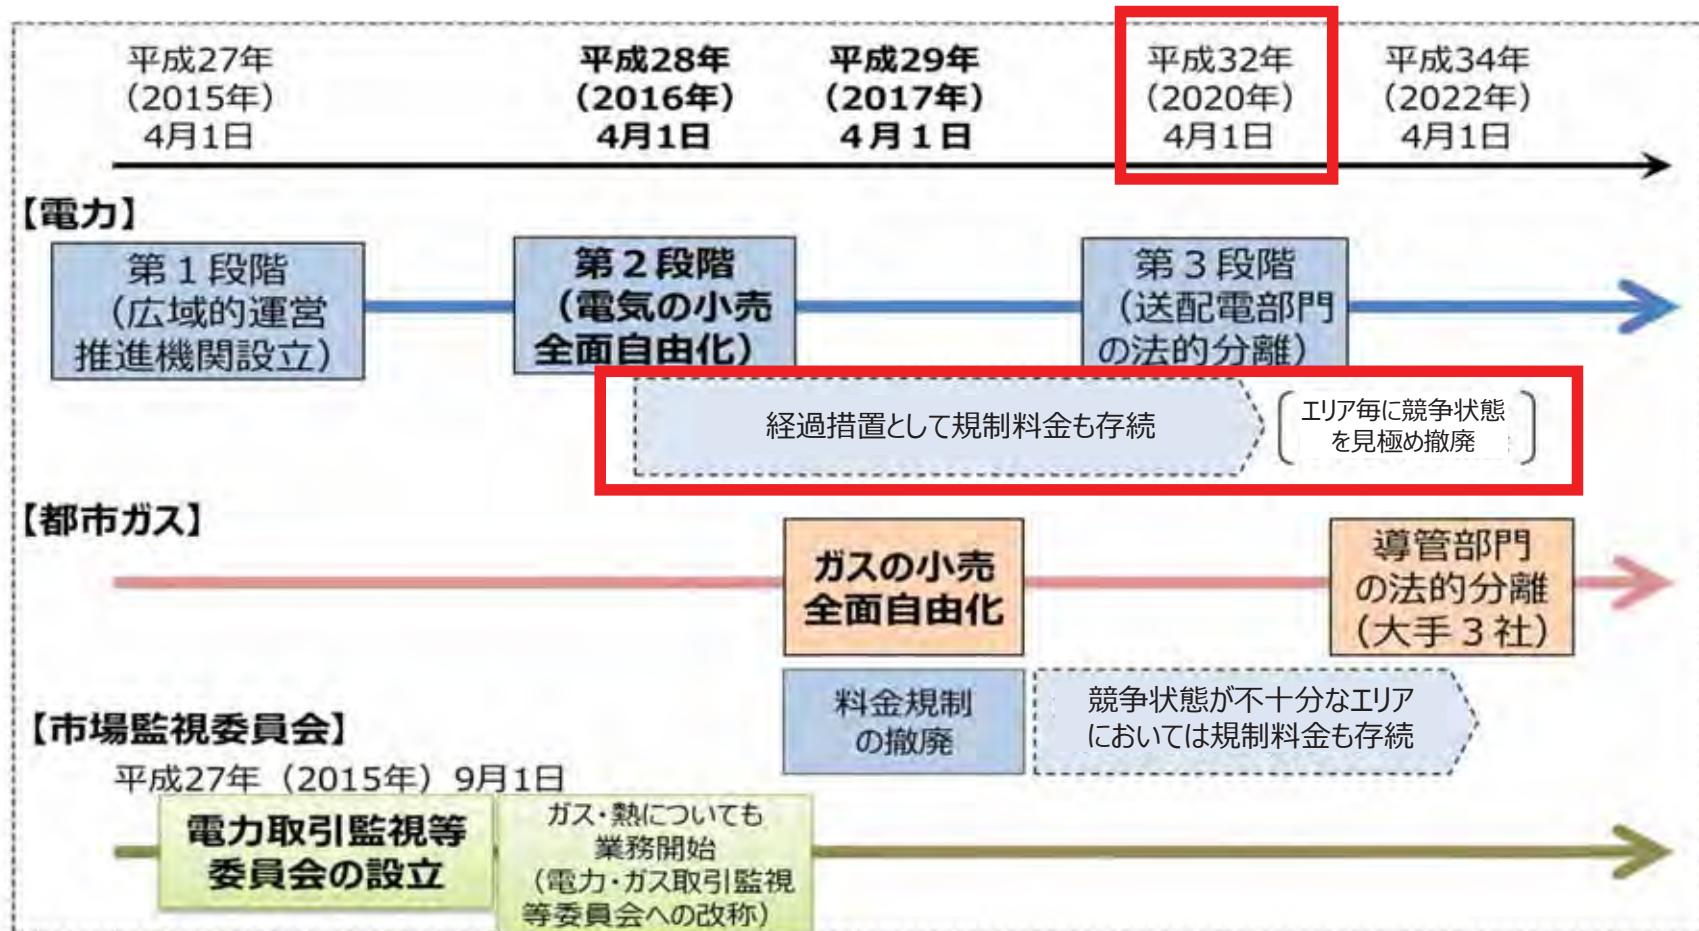 平成27年
（2015年）
4月1日
平成28年
（2016年）
4月1日
平成29年
（2017年）
４月１日
平成32年
（2020年）
4月1日
平成34年
（2022年）
4月1日
【電力】
第１段階
（広域的運営
推進機関設立）
第２段階
（電気の小売
全面自由化）
第３段階
（送配電部門
の法的分離）
経過措置として規制料金も存続
エリア毎に競争状態
を見極め撤廃
【都市ガス】
ガスの小売
全面自由化
導管部門
の法的分離
（大手３社）
料金規制
の撤廃
競争状態が不十分なエリア
においては規制料金も存続
【市場監視委員会】
平成27年（2015年）9月1日
電力取引監視等
委員会の設立
ガス・熱についても
業務開始
（電力・ガス取引監視
等委員会への改称）